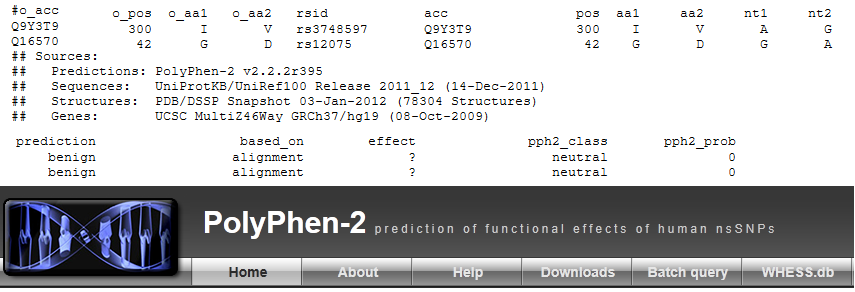 #o_acc o_pos o_aa1 o_aa2 rsid acc pos aa1 aa2 nt1 nt2
Q9Y3T9 300 I V rs3748597 Q9Y3T9 300 I V A G
Q16570 42 G D rs12075 Q16570 42 G D G A
## Sources:
## Predictions: PolyPhen-2 v2.2.2r395
## Sequences: UniProtKB/UniRef100 Release 2011_12 (14-Dec-2011)
## Structures: PDB/DSSP Snapshot 03-Jan-2012 (78304 Structures)
## Genes: UCSC MultiZ46Way GRCh37/hg19 (08-Oct-2009)
prediction based_on effect pph2_class pph2_prob
benign alignment ? neutral 0
benign alignment ? neutral 0
PolyPhen-2 prediction of functional effects of human nsSNPs
Home About Help Downloads Batch query WHESS.db